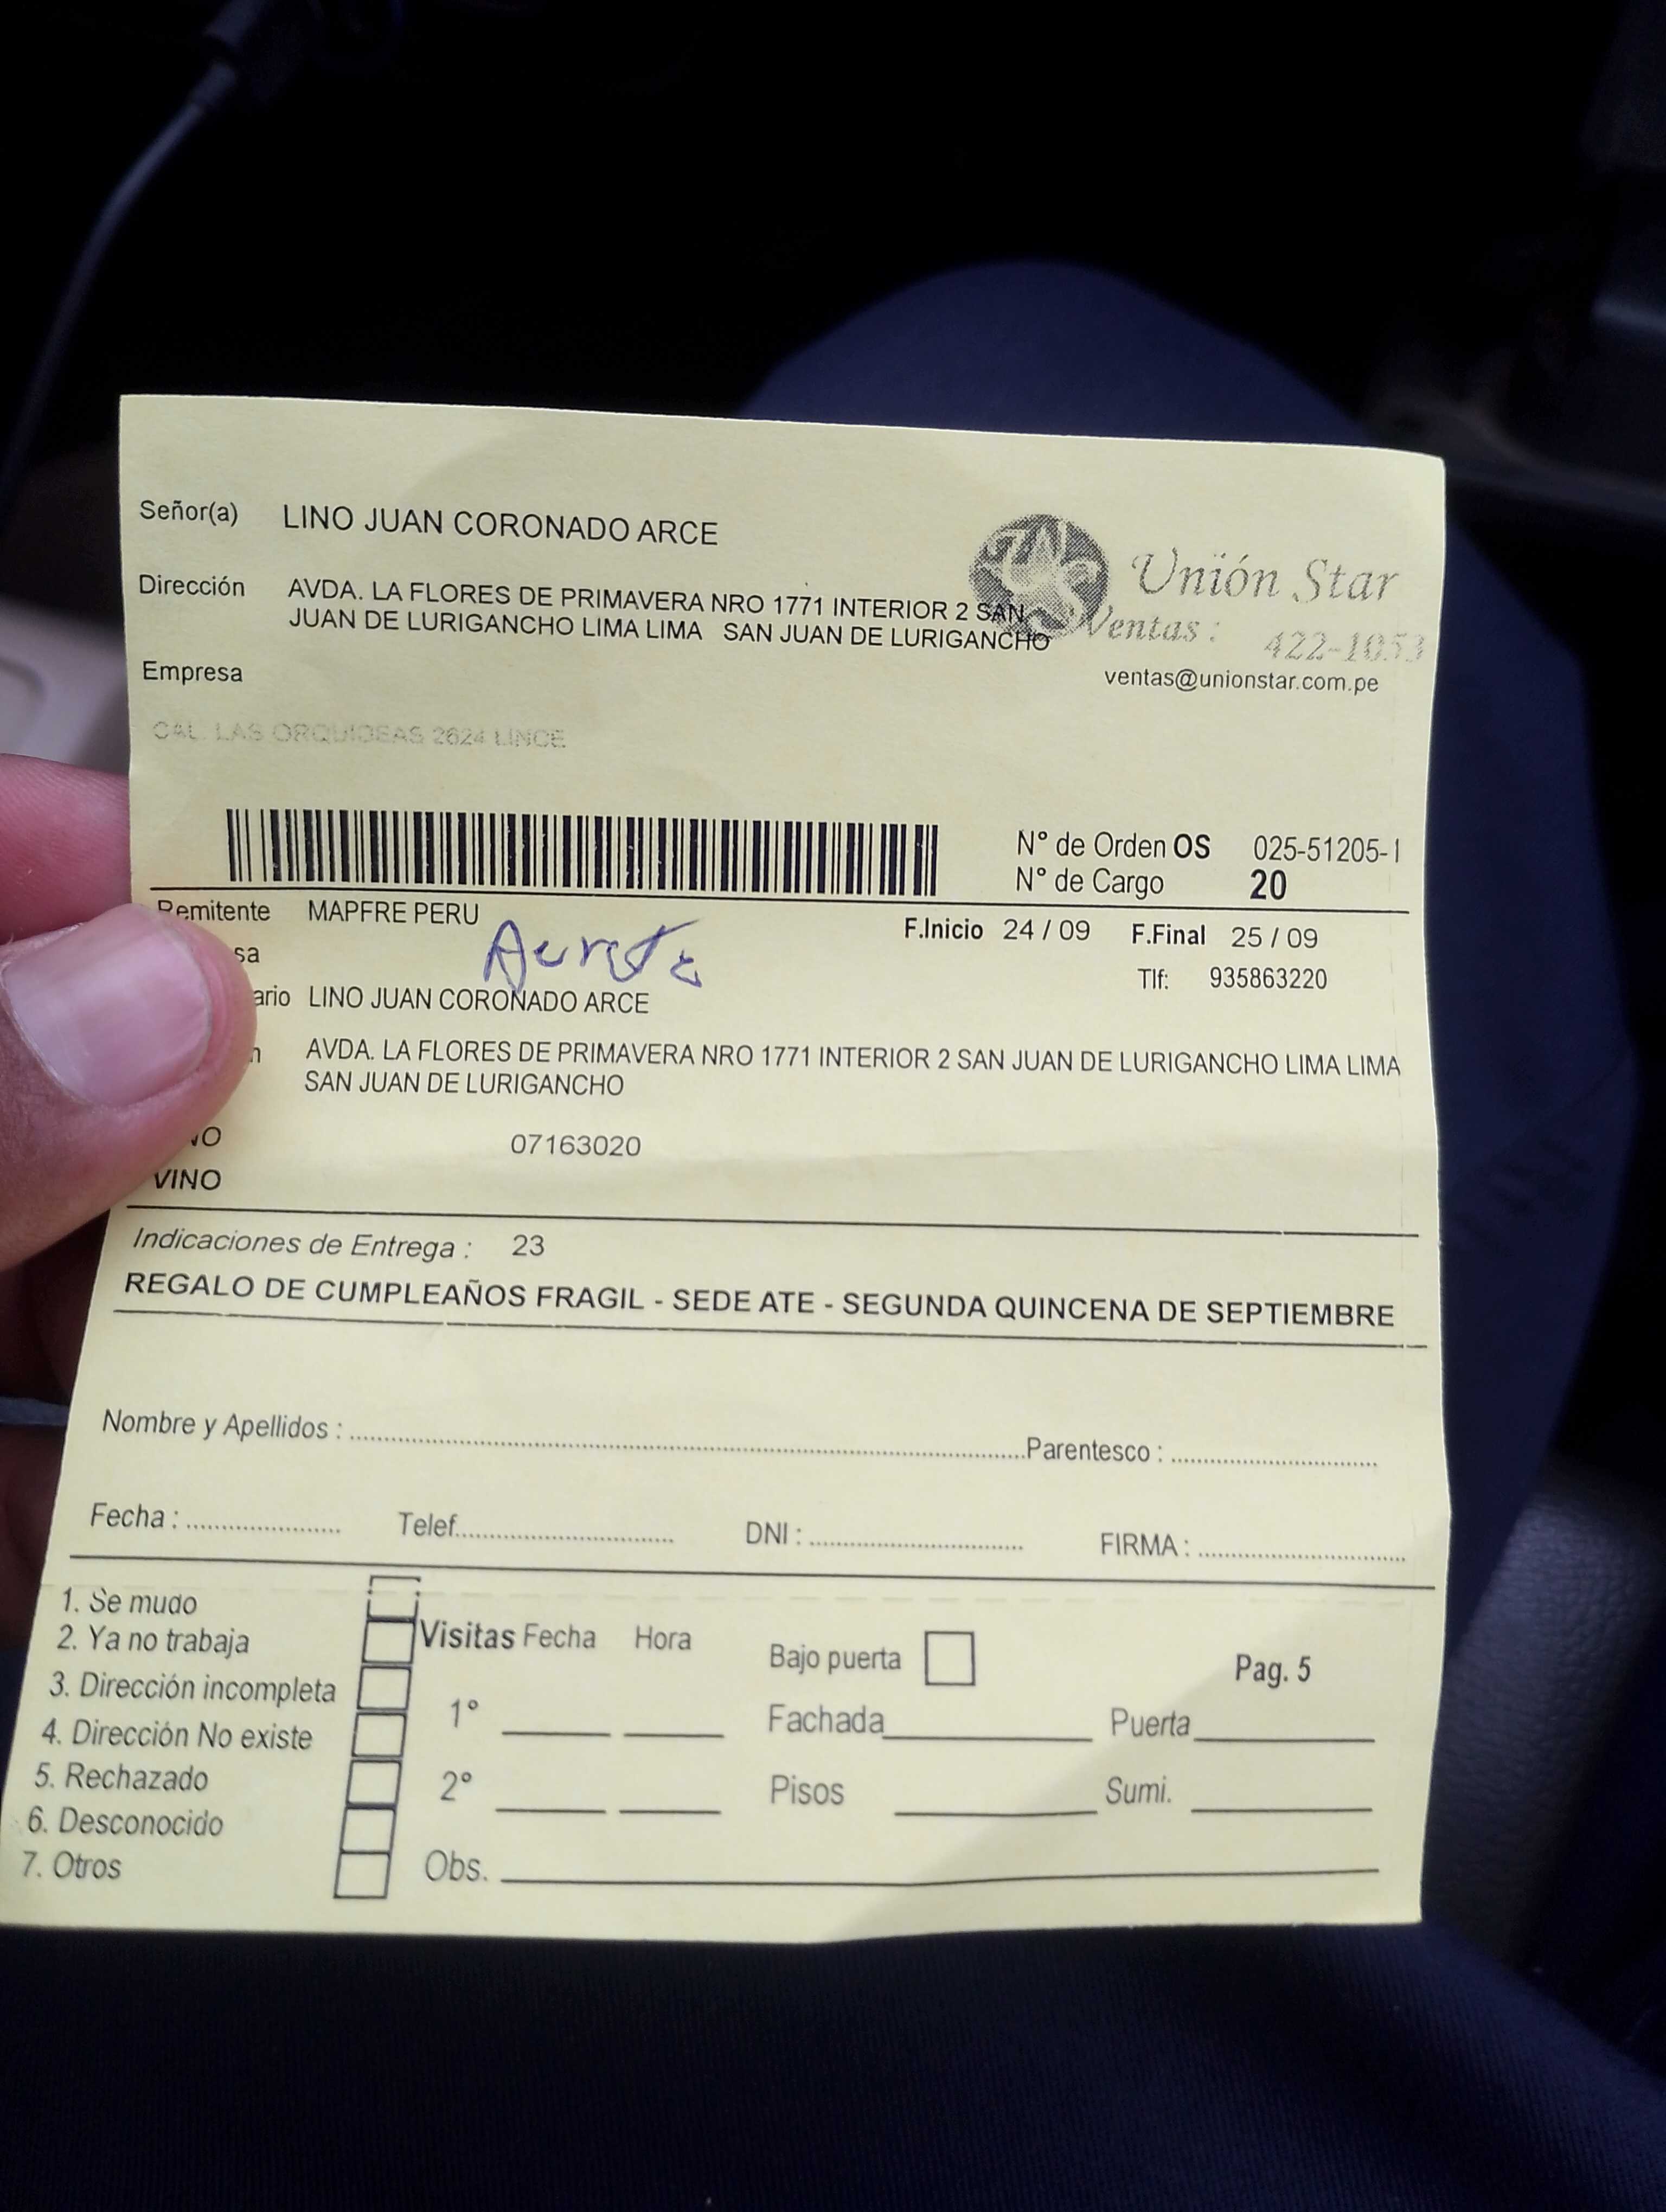 Señor(a) LINO JUAN CORONADO ARCE
Unión Star
Dirección AVDA. LA FLORES DE PRIMAVERA NRO 1771 INTERIOR 2 SAN
JUAN DE LURIGANCHO LIMA LIMA SAN JUAN DE LURIGANCHO
Ventas : 422-1053
Empresa
ventas@unionstar.com.pe
CAL. LAS ORQUIDEAS 2624 LINCE
N° de Orden OS 025-51205-1
N° de Cargo 20
Remitente MAPFRE PERU
F.Inicio 24 / 09 F.Final 25 / 09
sa
Tlf: 935863220
ario LINO JUAN CORONADO ARCE
n AVDA. LA FLORES DE PRIMAVERA NRO 1771 INTERIOR 2 SAN JUAN DE LURIGANCHO LIMA LIMA
SAN JUAN DE LURIGANCHO
NO 07163020
VINO
Indicaciones de Entrega : 23
REGALO DE CUMPLEAÑOS FRAGIL - SEDE ATE - SEGUNDA QUINCENA DE SEPTIEMBRE
Nombre y Apellidos : Parentesco :
Fecha : Telef. DNI : FIRMA :
1. Se mudo
2. Ya no trabaja
3. Dirección incompleta
4. Dirección No existe
5. Rechazado
6. Desconocido
7. Otros
Visitas Fecha Hora
1°
2°
Obs.
Bajo puerta
Pag. 5
Fachada Puerta
Pisos Sumi.